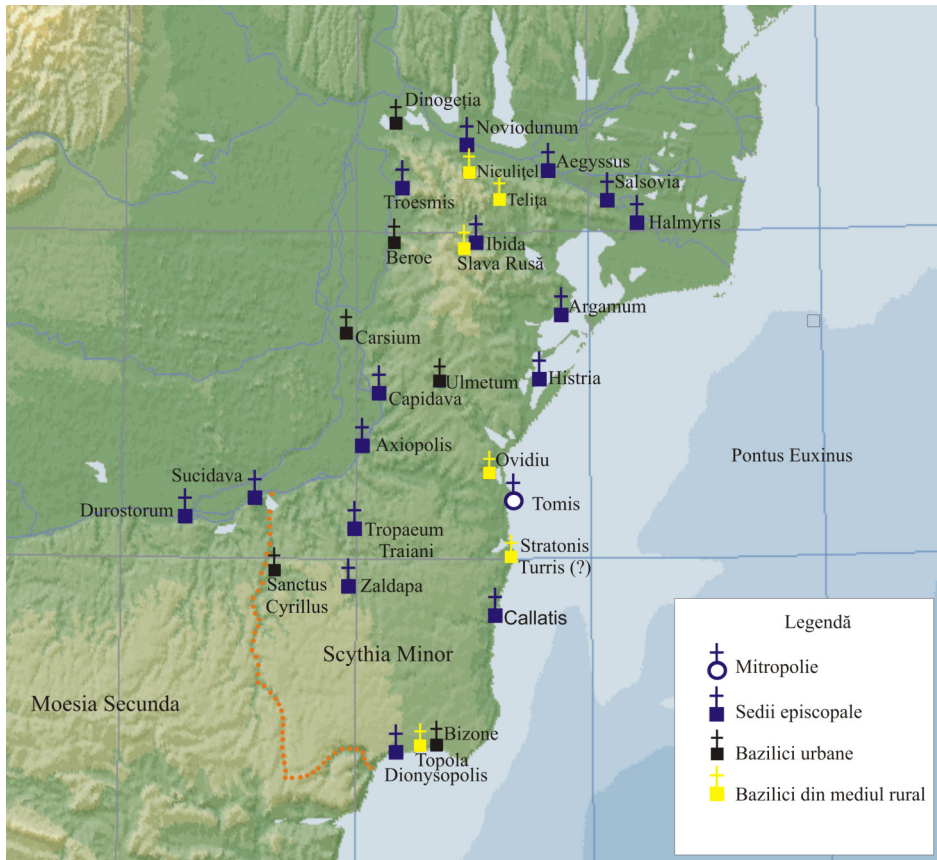 Dinogeția
Noviodunum
Niculițel
Aegyssus
Salsovia
Troesmis
Telița
Halmyris
Beroe
Ibida
Slava Rusă
Argamum
Carsium
Ulmetum
Histria
Capidava
Axiopolis
Ovidiu
Pontus Euxinus
Sucidava
Durostorum
Tomis
Tropaeum
Traiani
Stratonis
Turris (?)
Sanctus
Cyrillus
Zaldapa
Callatis
Scythia Minor
Moesia Secunda
Bizone
Topola
Dionysopolis
Legendă
Mitropolie
Sedii episcopale
Bazilici urbane
Bazilici din mediul rural